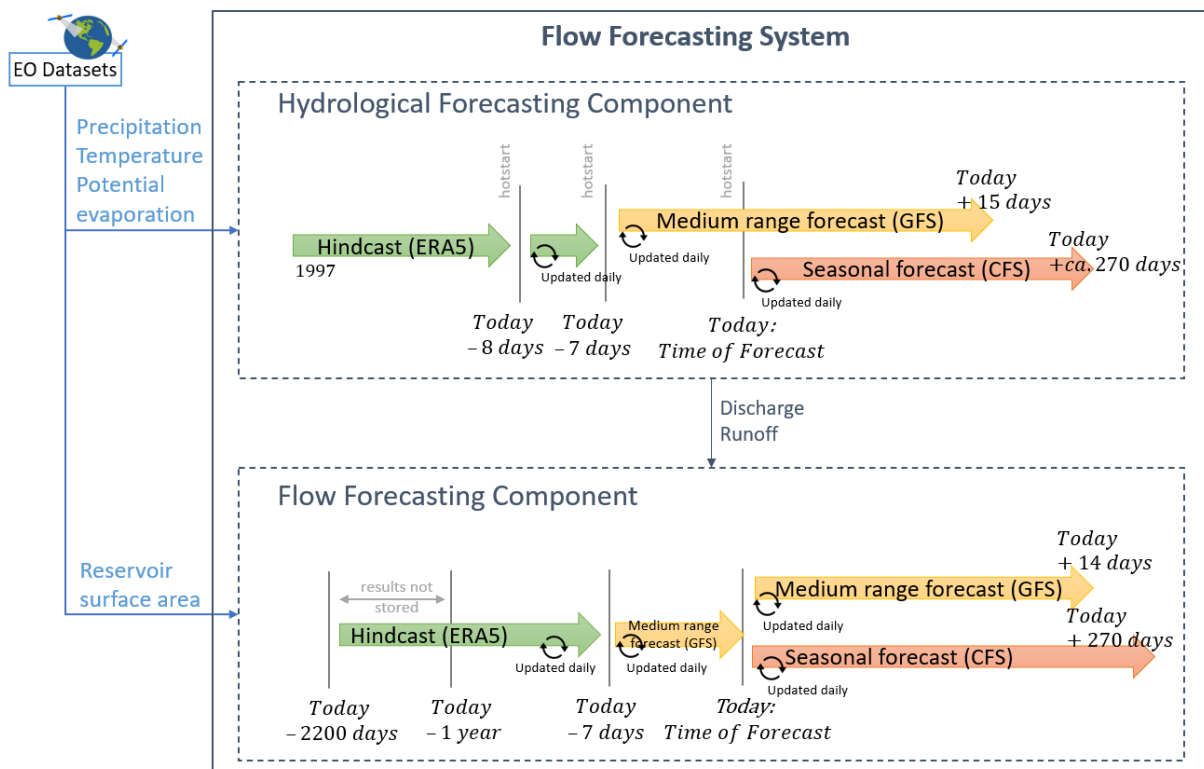 Flow Forecasting System
EO Datasets
Precipitation
Temperature
Potential
evaporation
Hydrological Forecasting Component
hotstart
hotstart
hotstart
Today
+ 15 days
Medium range forecast (GFS)
Updated daily
Hindcast (ERA5)
1997
Updated daily
Today
+ca. 270 days
Seasonal forecast (CFS)
Updated daily
Today
– 8 days
Today
– 7 days
Today:
Time of Forecast
Discharge
Runoff
Flow Forecasting Component
Reservoir
surface area
results not
stored
Hindcast (ERA5)
Updated daily
Medium range
forecast (GFS)
Updated daily
Today
+ 14 days
Medium range forecast (GFS)
Updated daily
Today
+ 270 days
Seasonal forecast (CFS)
Updated daily
Today
– 2200 days
Today
– 1 year
Today
– 7 days
Today:
Time of Forecast